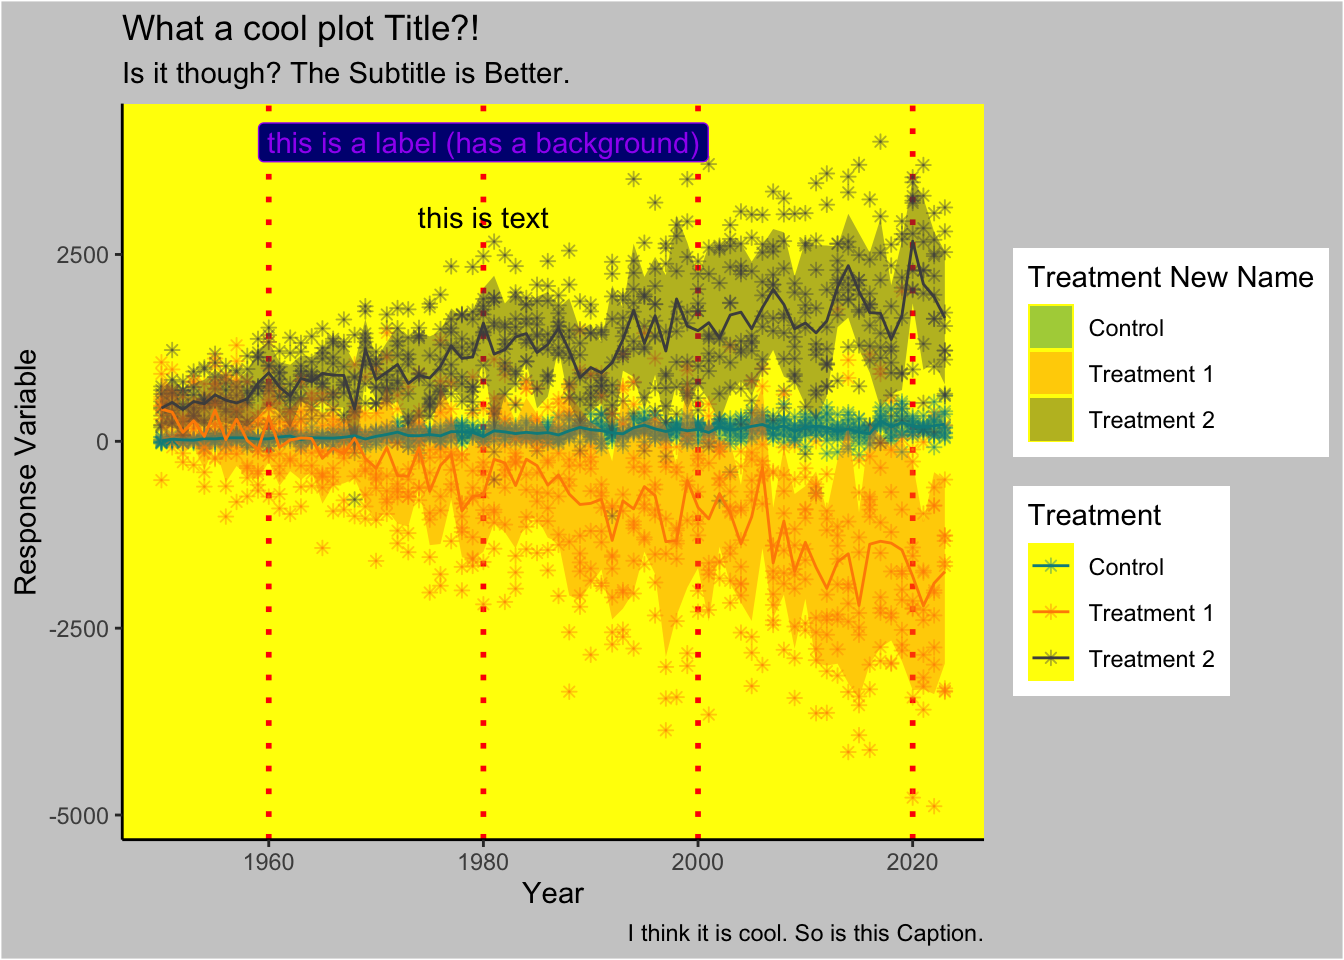 What a cool plot Title?!
Is it though? The Subtitle is Better.
this is a label (has a background)
this is text
Response Variable
2500
0
-2500
-5000
1960
1980
2000
2020
Year
I think it is cool. So is this Caption.
Treatment New Name
Control
Treatment 1
Treatment 2
Treatment
Control
Treatment 1
Treatment 2